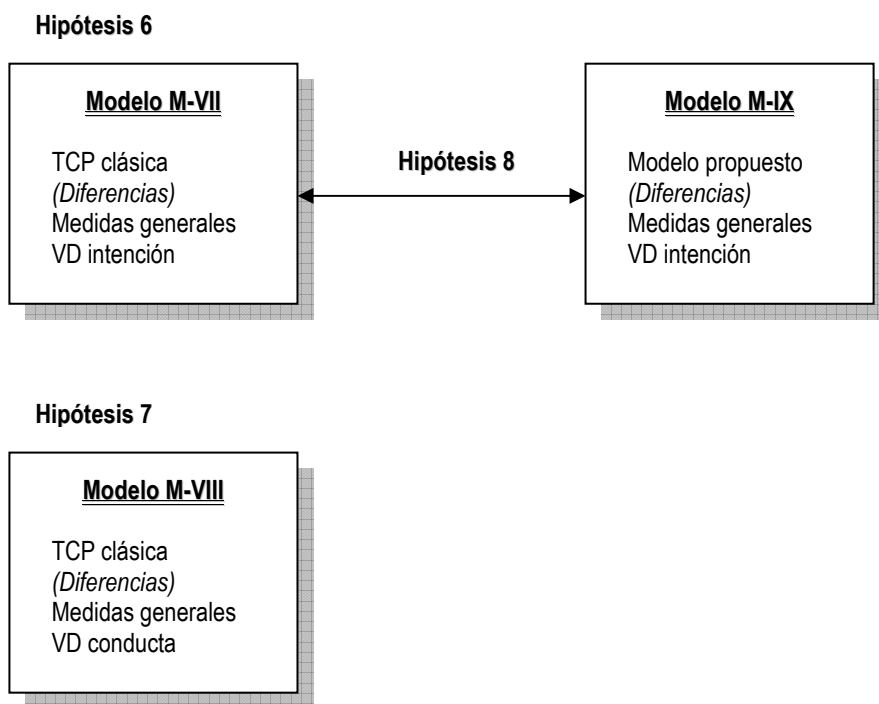 Hipótesis 6
Modelo M-VII
TCP clásica
(Diferencias)
Medidas generales
VD intención
Hipótesis 8
Modelo M-IX
Modelo propuesto
(Diferencias)
Medidas generales
VD intención
Hipótesis 7
Modelo M-VIII
TCP clásica
(Diferencias)
Medidas generales
VD conducta